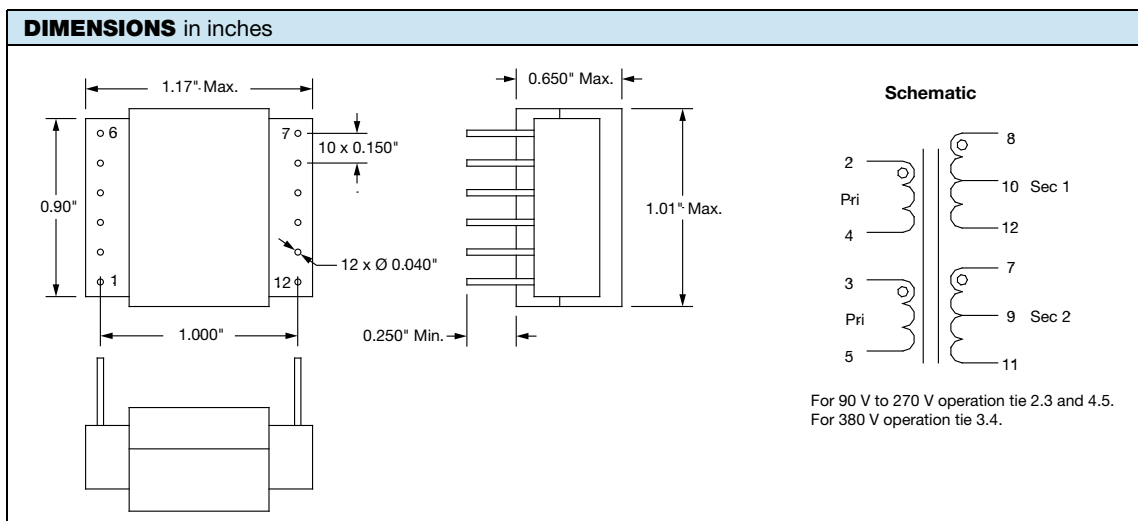 DIMENSIONS in inches
1.17" Max.
6
7
10 x 0.150"
0.90"
12 x Ø 0.040"
1
12
1.000"
0.650" Max.
1.01" Max.
0.250" Min.
Schematic
2
Pri
4
3
Pri
5
8
10 Sec 1
12
7
9 Sec 2
11
For 90 V to 270 V operation tie 2.3 and 4.5.
For 380 V operation tie 3.4.